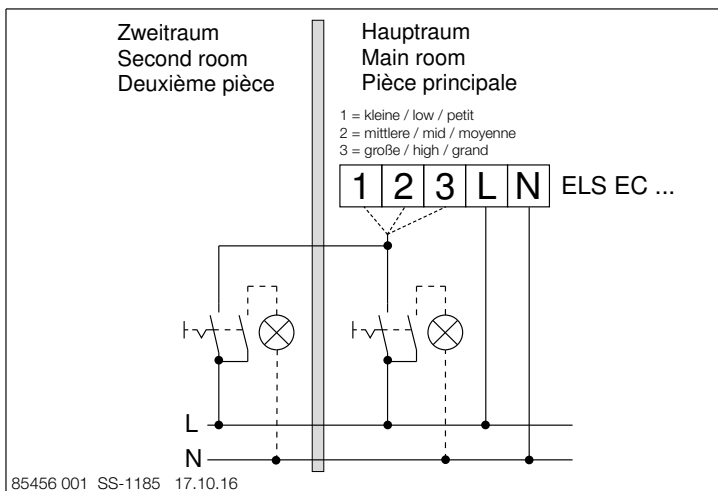 Zweitraum
Second room
Deuxième pièce
Hauptraum
Main room
Pièce principale
1 = kleine / low / petit
2 = mittlere / mid / moyenne
3 = große / high / grand
1 2 3 L N ELS EC ...
L
N
85456 001 SS-1185 17.10.16